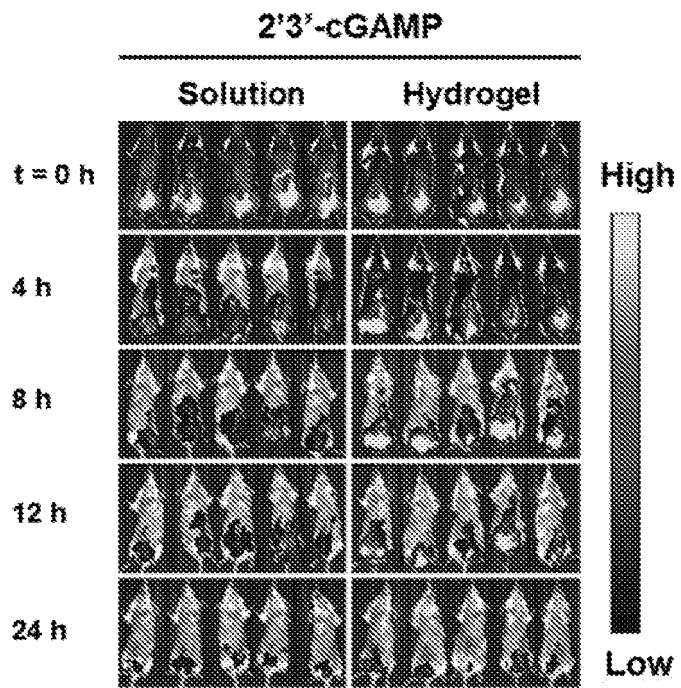 2’3’-cGAMP
Solution Hydrogel
t = 0 h
High
4 h
8 h
12 h
24 h
Low